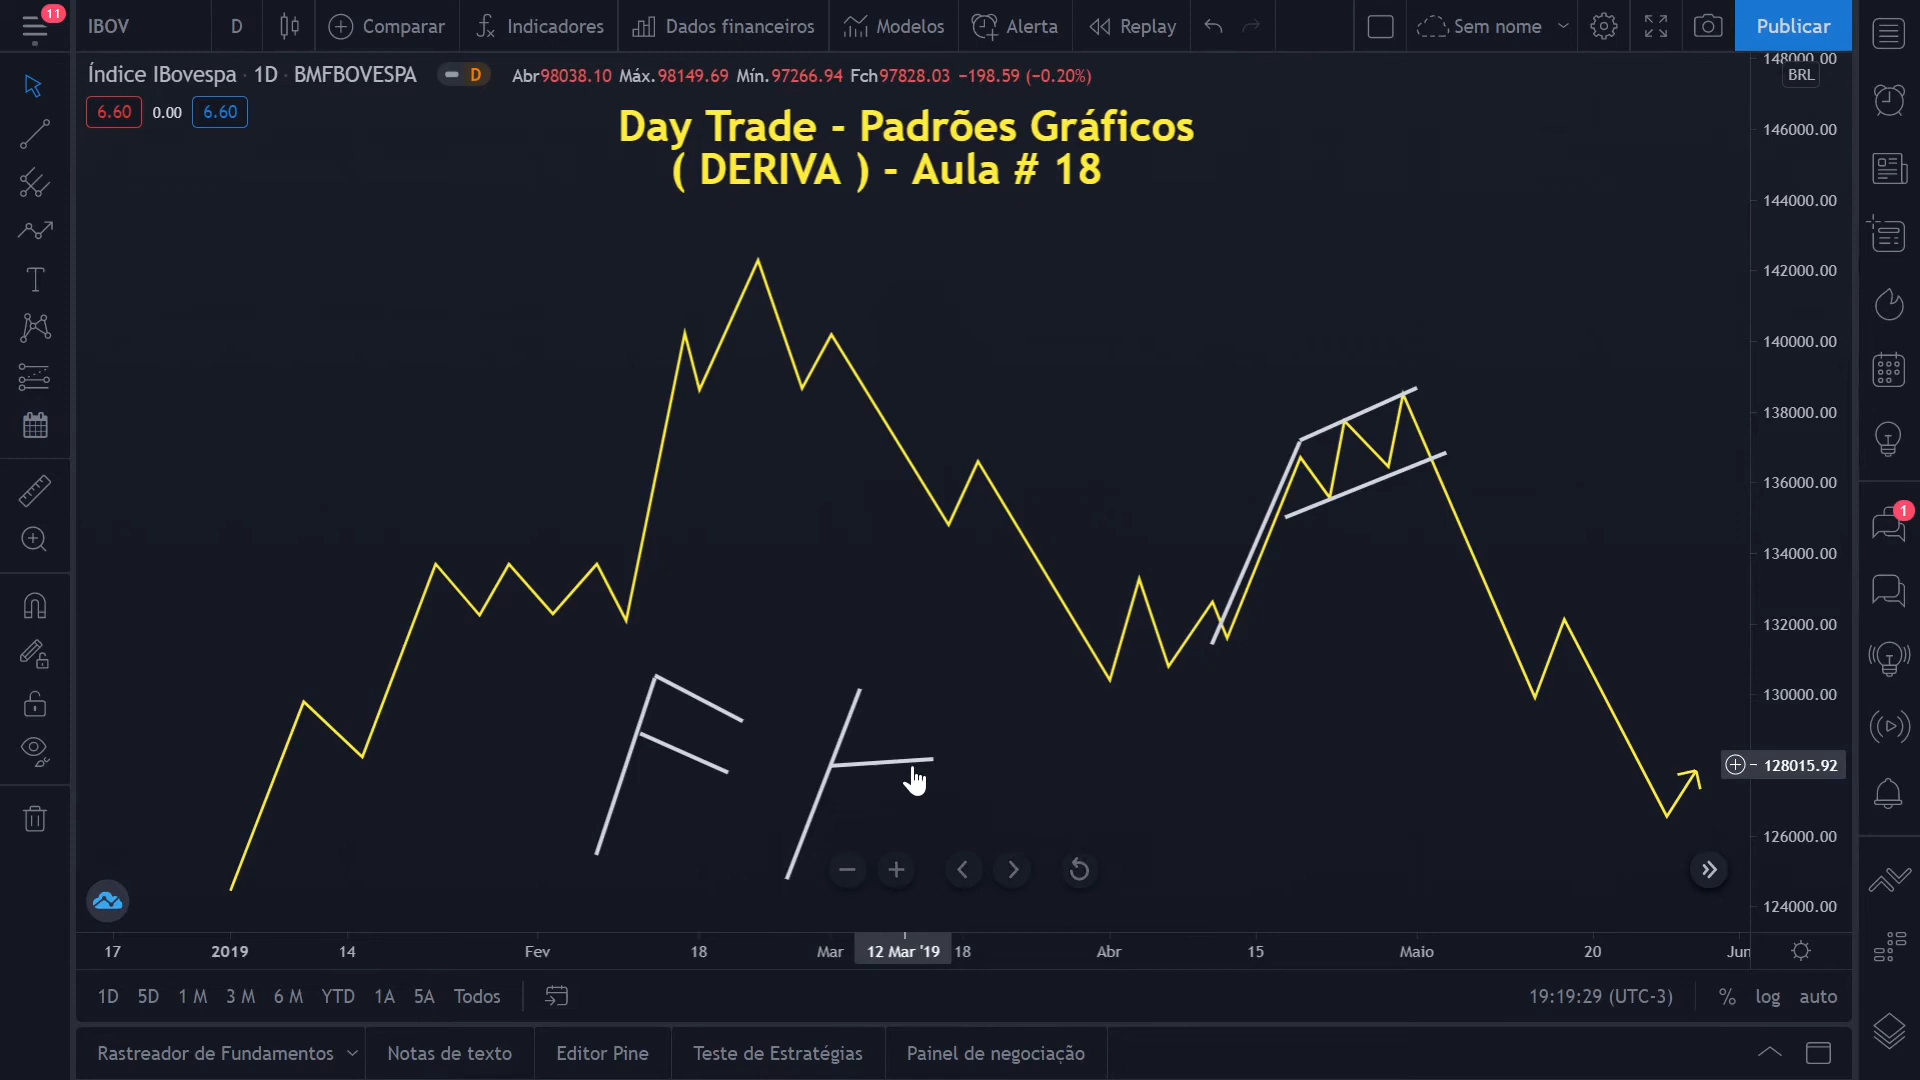 11
IBOV
D
Comparar
Indicadores
Dados financeiros
Modelos
Alerta
Replay
Sem nome
Publicar
Índice IBovespa · 1D · BMFBOVESPA
D
Abr98038.10 Máx.98149.69 Mín.97266.94 Fch97828.03 −198.59 (−0.20%)
6.60
0.00
6.60
Day Trade - Padrões Gráficos
( DERIVA ) - Aula # 18
148000.00
BRL
146000.00
144000.00
142000.00
140000.00
138000.00
136000.00
134000.00
132000.00
130000.00
128015.92
126000.00
124000.00
1
17
2019
14
Fev
18
Mar
12 Mar '19
18
Abr
15
Maio
20
Jun
1D
5D
1 M
3 M
6 M
YTD
1A
5A
Todos
19:19:29 (UTC-3)
%
log
auto
Rastreador de Fundamentos
Notas de texto
Editor Pine
Teste de Estratégias
Painel de negociação